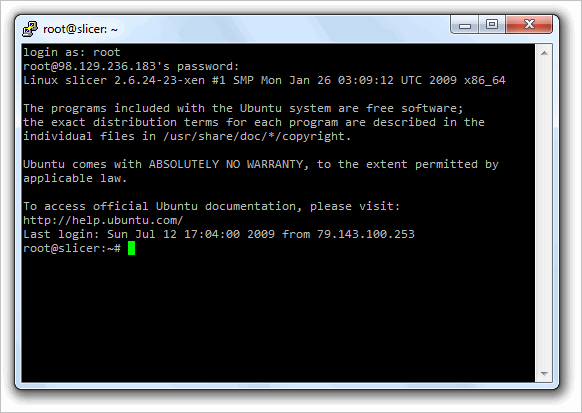 root@slicer: ~
login as: root
root@98.129.236.183's password:
Linux slicer 2.6.24-23-xen #1 SMP Mon Jan 26 03:09:12 UTC 2009 x86_64
The programs included with the Ubuntu system are free software;
the exact distribution terms for each program are described in the
individual files in /usr/share/doc/*/copyright.
Ubuntu comes with ABSOLUTELY NO WARRANTY, to the extent permitted by
applicable law.
To access official Ubuntu documentation, please visit:
http://help.ubuntu.com/
Last login: Sun Jul 12 17:04:00 2009 from 79.143.100.253
root@slicer:~#